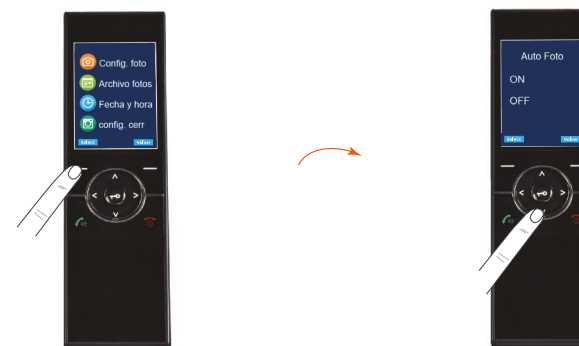 Config. foto
Archivo fotos
Fecha y hora
config. cerr
Selecc Volver
Auto Foto
ON
OFF
Selecc Volver